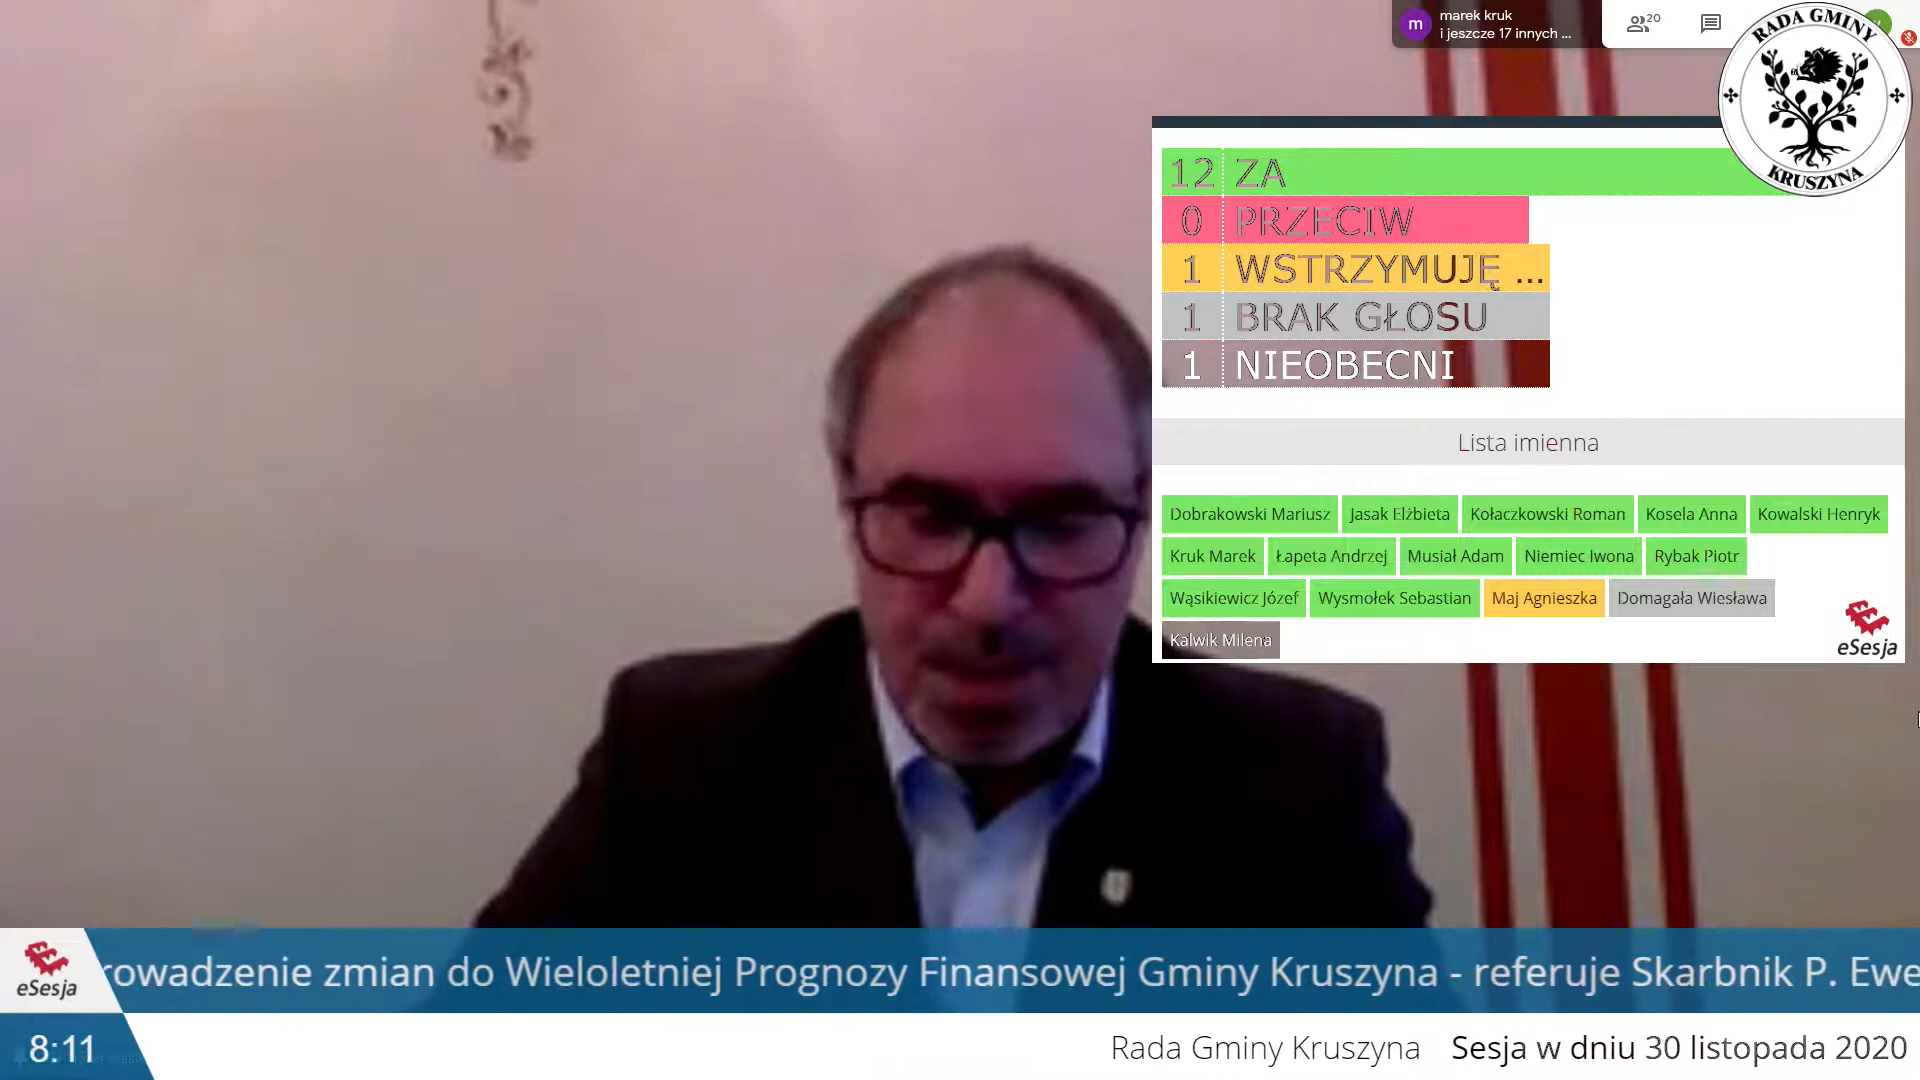 marek kruk
i jeszcze 17 innych ...
20
m
RADA GMINY
KRUSZYNA
12 ZA
0 PRZECIW
1 WSTRZYMUJĘ ...
1 BRAK GŁOSU
1 NIEOBECNI
Lista imienna
Dobrakowski Mariusz Jasak Elżbieta Kołaczkowski Roman Kosela Anna Kowalski Henryk
Kruk Marek Łapeta Andrzej Musiał Adam Niemiec Iwona Rybak Piotr
Wąsikiewicz Józef Wysmołek Sebastian Maj Agnieszka Domagała Wiesława
Kalwik Milena
eSesja
eSesja
rowadzenie zmian do Wieloletniej Prognozy Finansowej Gminy Kruszyna - referuje Skarbnik P. Ewe
8:11
Rada Gminy Kruszyna Sesja w dniu 30 listopada 2020